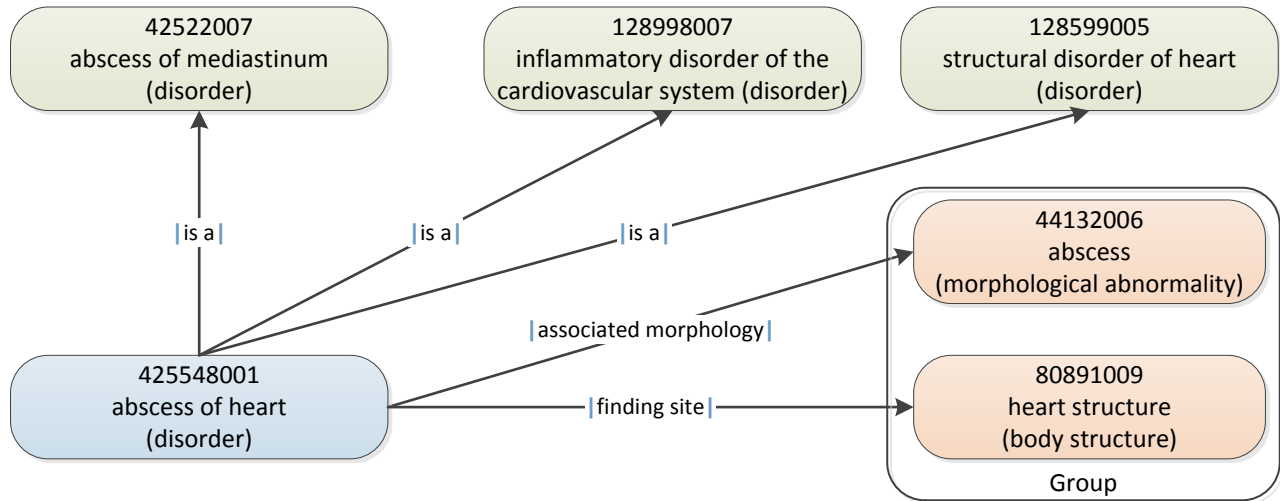 42522007
abscess of mediastinum
(disorder)
128998007
inflammatory disorder of the
cardiovascular system (disorder)
128599005
structural disorder of heart
(disorder)
|is a|
|is a|
|is a|
44132006
abscess
(morphological abnormality)
|associated morphology|
425548001
abscess of heart
(disorder)
|finding site|
80891009
heart structure
(body structure)
Group